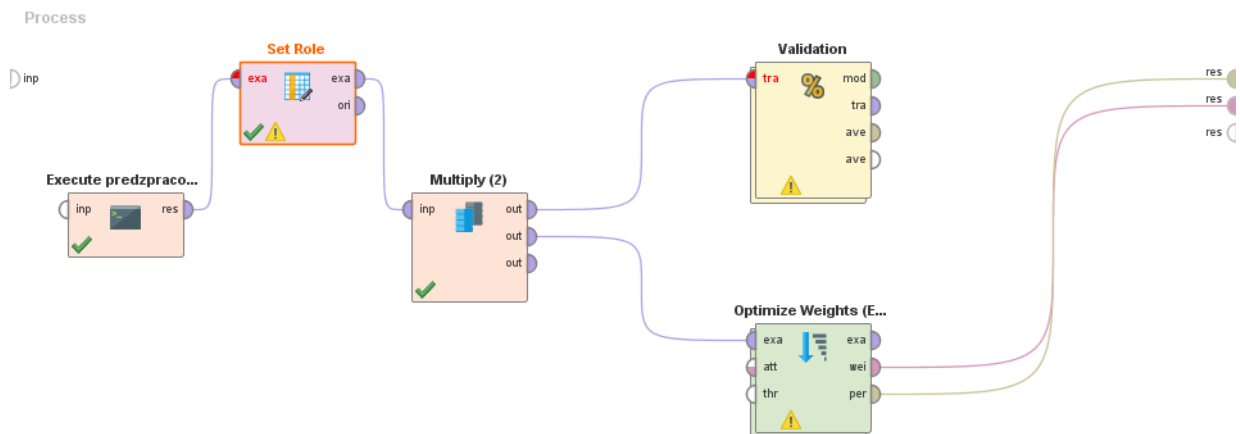 Process
inp
res
res
res
Set Role
exa
exa
ori
Validation
tra
mod
tra
ave
ave
Execute predzpraco...
inp
res
Multiply (2)
inp
out
out
out
Optimize Weights (E...
exa
exa
att
wei
thr
per